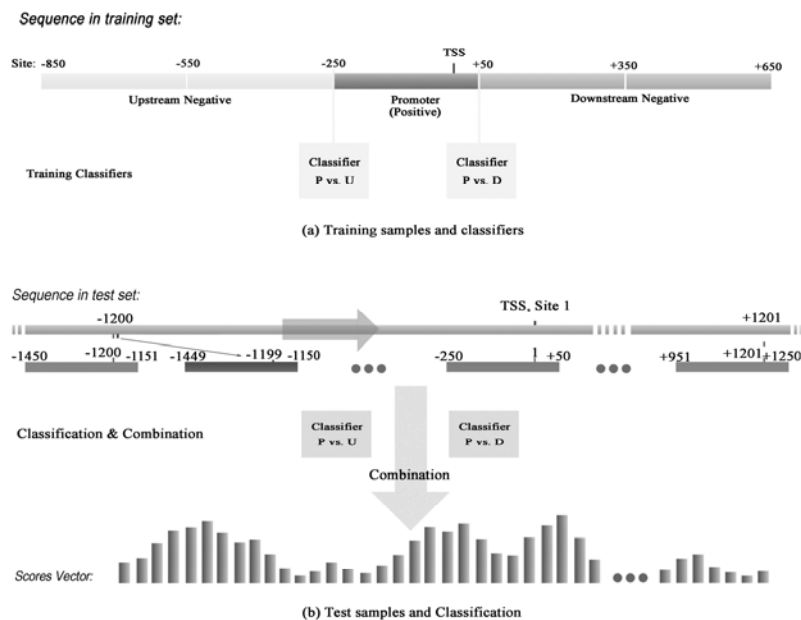 Sequence in training set:
TSS
Site: -850 -550 -250 +50 +350 +650
Upstream Negative Promoter (Positive) Downstream Negative
Training Classifiers
Classifier P vs. U
Classifier P vs. D
(a) Training samples and classifiers
Sequence in test set:
-1200 TSS, Site 1 +1201
-1450 -1200 -1151 -1449 -1199 -1150 -250 1 +50 +951 +1201 +1250
Classification & Combination
Classifier P vs. U
Classifier P vs. D
Combination
Scores Vector:
(b) Test samples and Classification